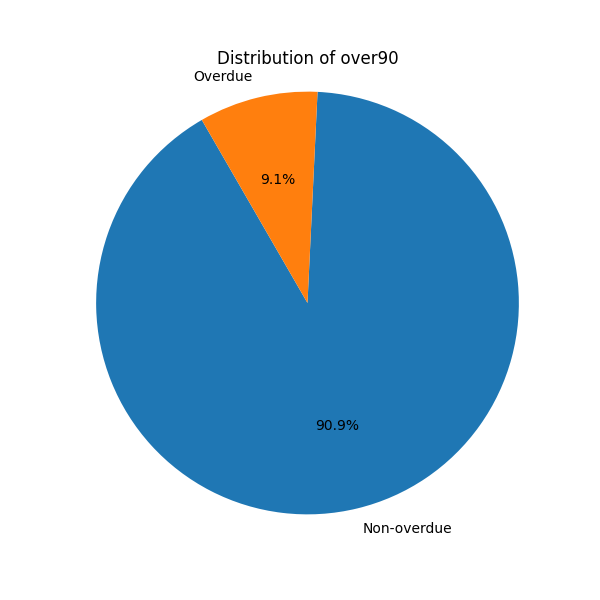 Distribution of over90
Overdue
9.1%
90.9%
Non-overdue